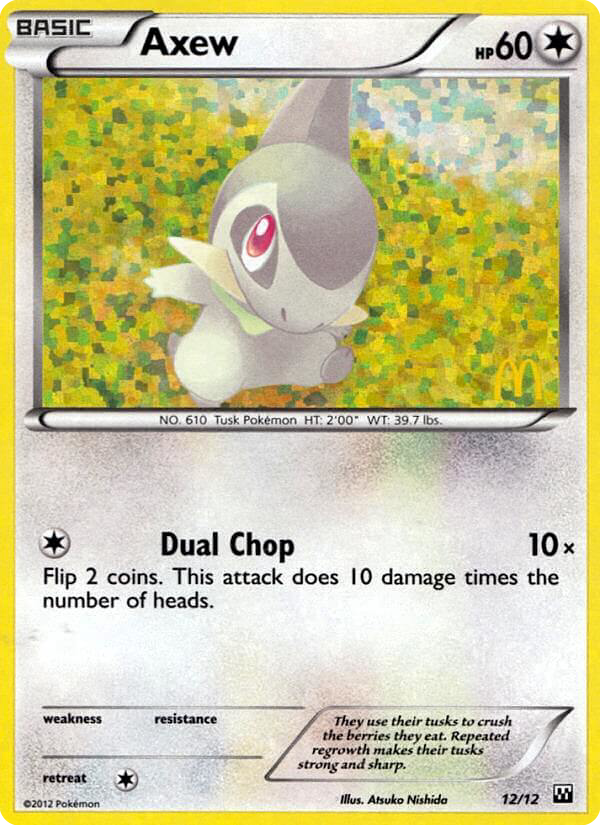 BASIC
Axew
HP60
NO. 610 Tusk Pokémon HT: 2'00" WT: 39.7 lbs.
Dual Chop 10×
Flip 2 coins. This attack does 10 damage times the
number of heads.
weakness resistance
They use their tusks to crush
the berries they eat. Repeated
regrowth makes their tusks
strong and sharp.
retreat
©2012 Pokémon
Illus. Atsuko Nishida
12/12